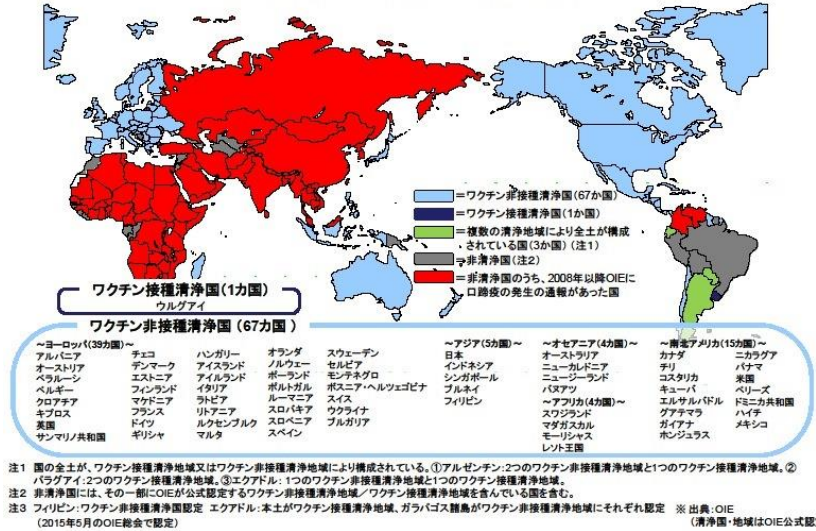 =ワクチン非接種清浄国(67か国)
=ワクチン接種清浄国(1か国)
=複数の清浄地域により全土が構成
されている国(3か国)(注1)
=非清浄国(注2)
=非清浄国のうち、2008年以降OIEに
口蹄疫の発生の通報があった国
ワクチン接種清浄国(1カ国)
ウルグアイ
ワクチン非接種清浄国(67カ国)
~ヨーロッパ(39カ国)~
アルバニア
オーストリア
ベラルーシ
ベルギー
クロアチア
キプロス
英国
サンマリノ共和国
チェコ
デンマーク
エストニア
フィンランド
マケドニア
フランス
ドイツ
ギリシャ
ハンガリー
アイスランド
アイルランド
イタリア
ラトビア
リトアニア
ルクセンブルク
マルタ
オランダ
ノルウェー
ポーランド
ポルトガル
ルーマニア
スロバキア
スロベニア
スペイン
スウェーデン
セルビア
モンテネグロ
ボスニア・ヘルツェゴビナ
スイス
ウクライナ
ブルガリア
~アジア(5カ国)~
日本
インドネシア
シンガポール
ブルネイ
フィリピン
~オセアニア(4カ国)~
オーストラリア
ニューカレドニア
ニュージーランド
バヌアツ
~アフリカ(4カ国)~
スワジランド
マダガスカル
モーリシャス
レソト王国
~南北アメリカ(15カ国)~
カナダ
チリ
コスタリカ
キューバ
エルサルバドル
グアテマラ
ガイアナ
ホンジュラス
ニカラグア
パナマ
米国
ベリーズ
ドミニカ共和国
ハイチ
メキシコ
注1 国の全土が、ワクチン接種清浄地域又はワクチン非接種清浄地域により構成されている。①アルゼンチン:2つのワクチン非接種清浄地域と1つのワクチン接種清浄地域。②
パラグアイ:2つのワクチン接種清浄地域。③エクアドル:1つのワクチン非接種清浄地域と1つのワクチン接種清浄地域。
注2 非清浄国には、その一部にOIEが公式認定するワクチン非接種清浄地域/ワクチン接種清浄地域を含んでいる国を含む。
注3 フィリピン:ワクチン非接種清浄国認定 エクアドル:本土がワクチン接種清浄地域、ガラパゴス諸島がワクチン非接種清浄地域にそれぞれ認定 ※ 出典:OIE
(2015年5月のOIE総会で認定) (清浄国・地域はOIE公式認